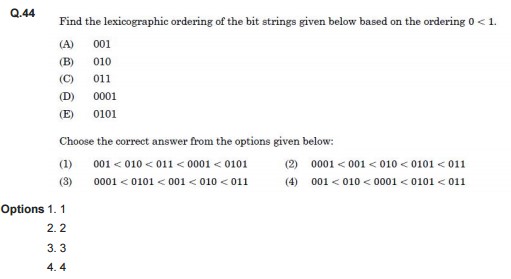 Q.44
Find the lexicographic ordering of the bit strings given below based on the ordering 0 < 1.
(A) 001
(B) 010
(C) 011
(D) 0001
(E) 0101
Choose the correct answer from the options given below:
(1) 001 < 010 < 011 < 0001 < 0101 (2) 0001 < 001 < 010 < 0101 < 011
(3) 0001 < 0101 < 001 < 010 < 011 (4) 001 < 010 < 0001 < 0101 < 011
Options 1. 1
2. 2
3. 3
4. 4